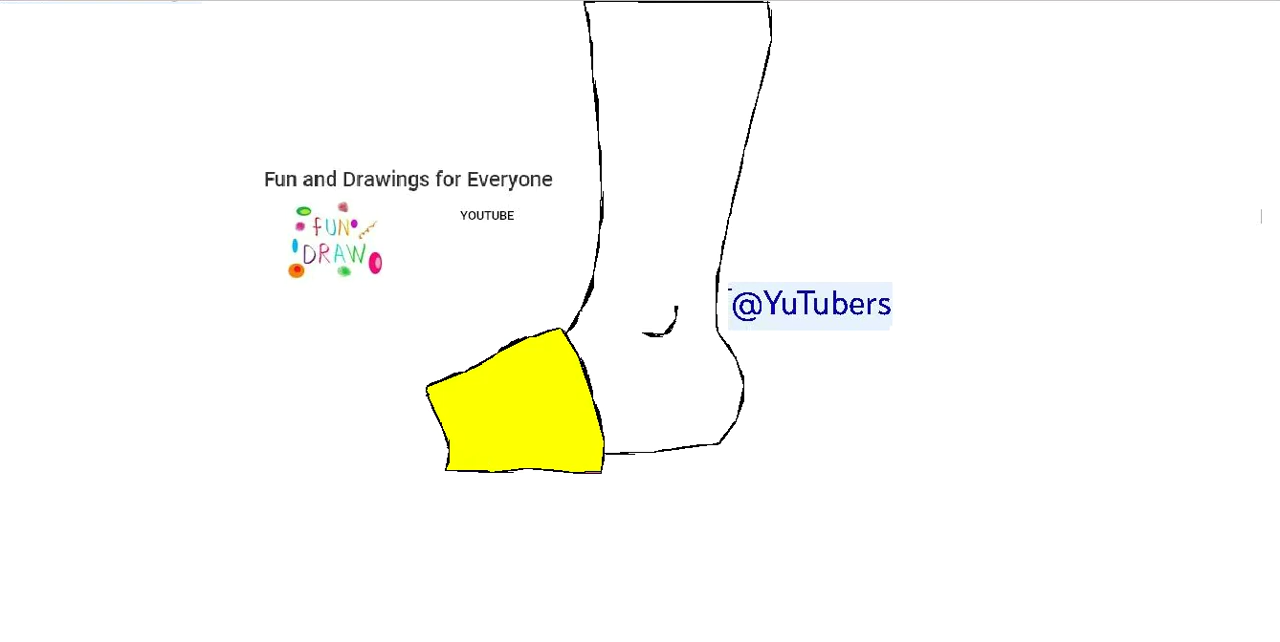 Fun and Drawings for Everyone
YOUTUBE
FUN
DRAW
@YuTubers